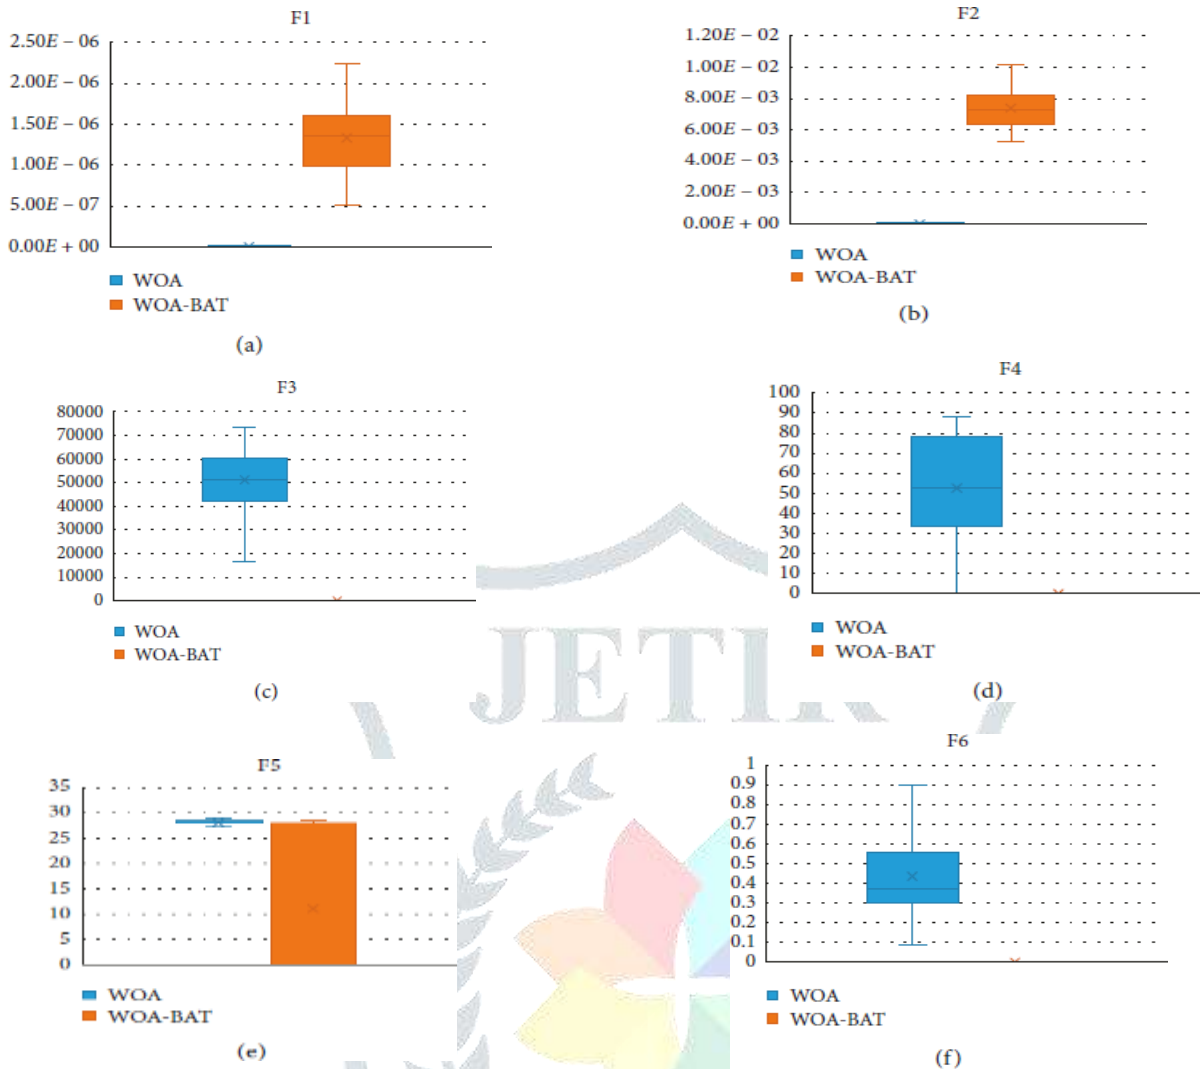 F1
2.50E − 06
2.00E − 06
1.50E − 06
1.00E − 06
5.00E − 07
0.00E + 00
WOA
WOA-BAT
(a)
F2
1.20E − 02
1.00E − 02
8.00E − 03
6.00E − 03
4.00E − 03
2.00E − 03
0.00E + 00
WOA
WOA-BAT
(b)
F3
80000
70000
60000
50000
40000
30000
20000
10000
0
WOA
WOA-BAT
(c)
F4
100
90
80
70
60
50
40
30
20
10
0
WOA
WOA-BAT
(d)
JETIR
F5
35
30
25
20
15
10
5
0
WOA
WOA-BAT
(e)
F6
1
0.9
0.8
0.7
0.6
0.5
0.4
0.3
0.2
0.1
0
WOA
WOA-BAT
(f)